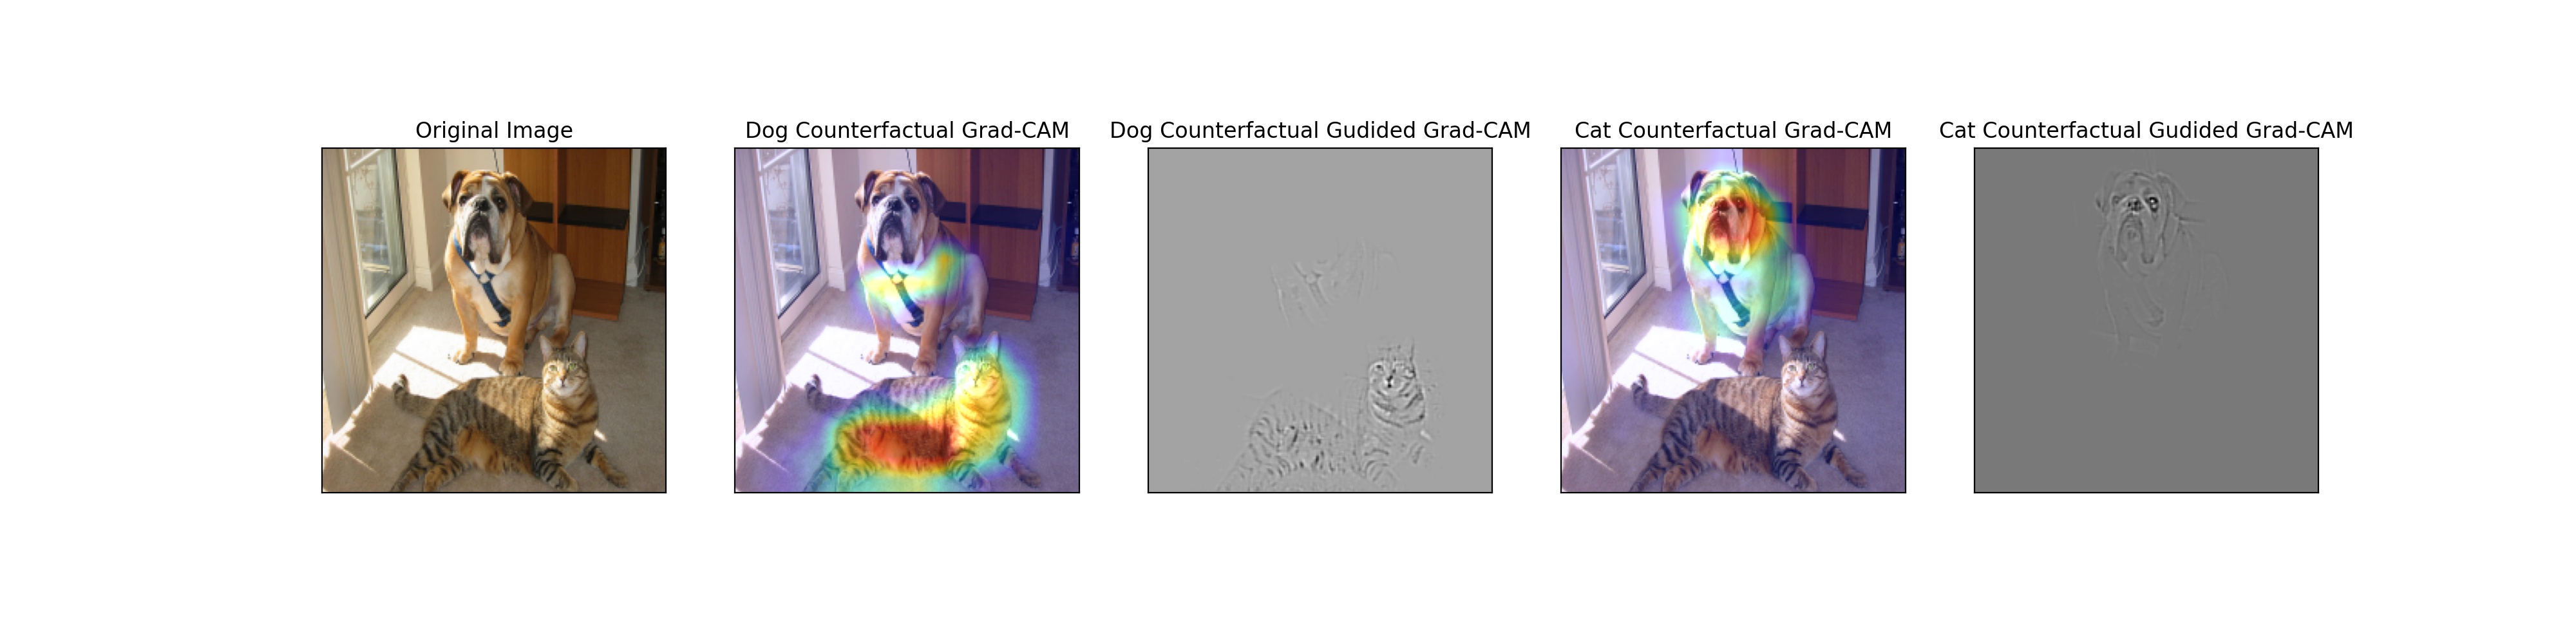 Original Image
Dog Counterfactual Grad-CAM
Dog Counterfactual Gudided Grad-CAM
Cat Counterfactual Grad-CAM
Cat Counterfactual Gudided Grad-CAM